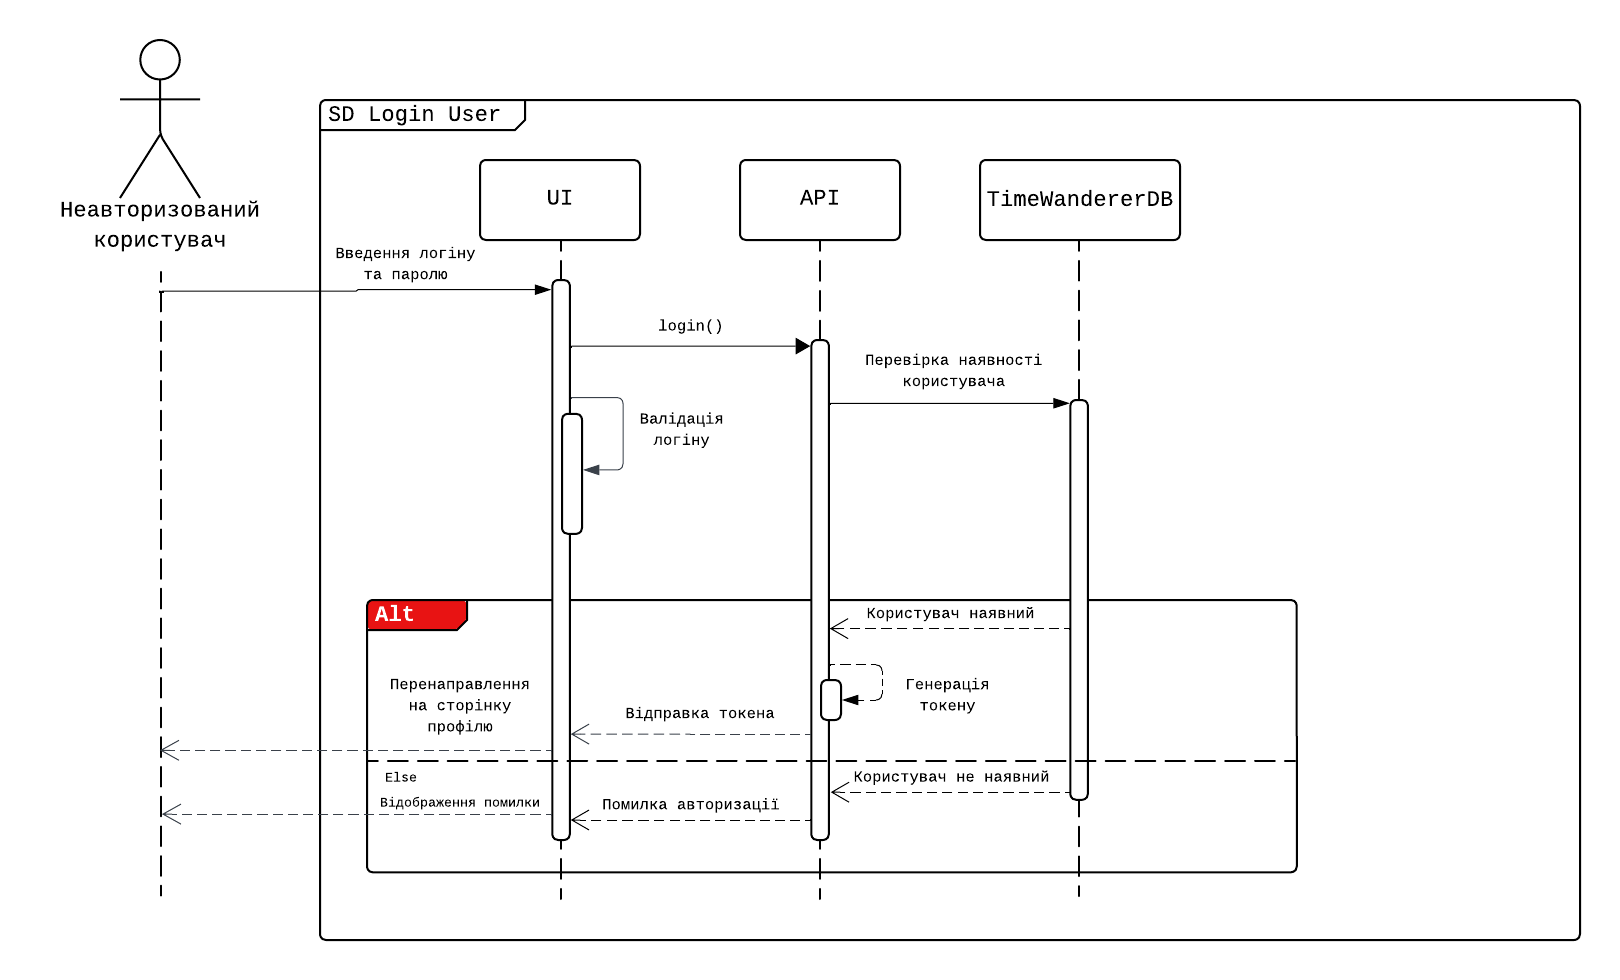 SD Login User
UI
API
TimeWandererDB
Неавторизований
користувач
Введення логіну
та паролю
login()
Перевірка наявності
користувача
Валідація
логіну
Alt
Користувач наявний
Генерація
токену
Перенаправлення
на сторінку
профілю
Відправка токена
Else
Користувач не наявний
Відображення помилки
Помилка авторизації